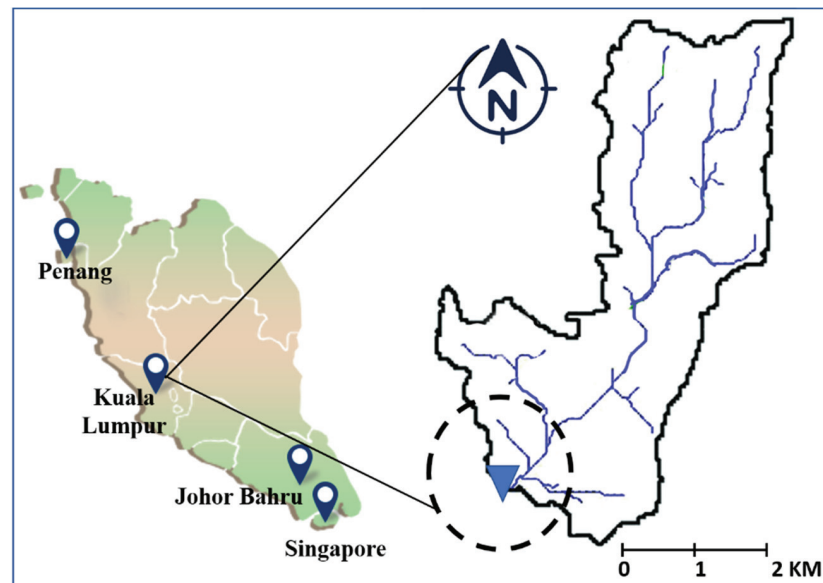 N
Penang
Kuala
Lumpur
Johor Bahru
Singapore
0 1 2 KM